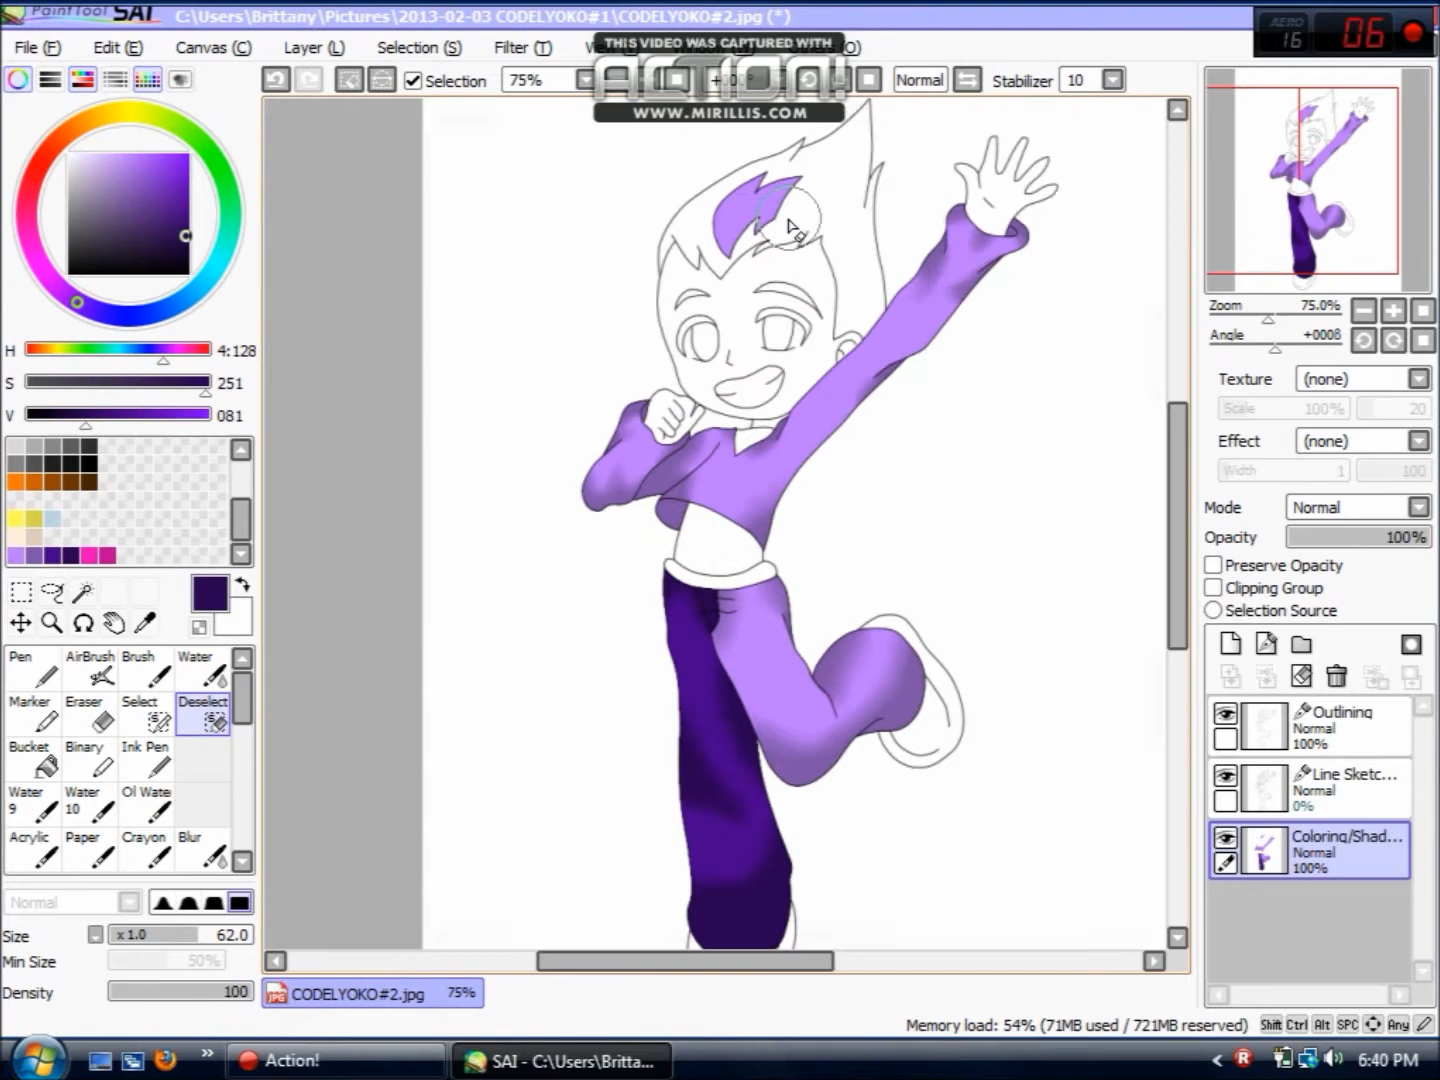 PaintTool SAI C:\Users\Brittany\Pictures\2013-02-03 CODELYOKO#1\CODELYOKO#2.jpg (*)
AERO 16 06
File (F) Edit (E) Canvas (C) Layer (L) Selection (S) Filter (T)
THIS VIDEO WAS CAPTURED WITH
ACTION!
WWW.MIRILLIS.COM
Selection 75% Normal Stabilizer 10
Zoom 75.0%
Angle +0008
H 4:128
S 251
V 081
Texture (none)
Scale 100% 20
Effect (none)
Width 1 100
Mode Normal
Opacity 100%
Preserve Opacity
Clipping Group
Selection Source
Pen AirBrush Brush Water
Marker Eraser Select Deselect
Bucket Binary Ink Pen
Water 9 Water 10 Ol Wate
Acrylic Paper Crayon Blur
Outlining
Normal
100%
Line Sketc...
Normal
0%
Coloring/Shad...
Normal
100%
Normal
Size x 1.0 62.0
Min Size 50%
Density 100
CODELYOKO#2.jpg 75%
Memory load: 54% (71MB used / 721MB reserved) Shift Ctrl Alt SPC Any
Action! SAI - C:\Users\Britta... 6:40 PM